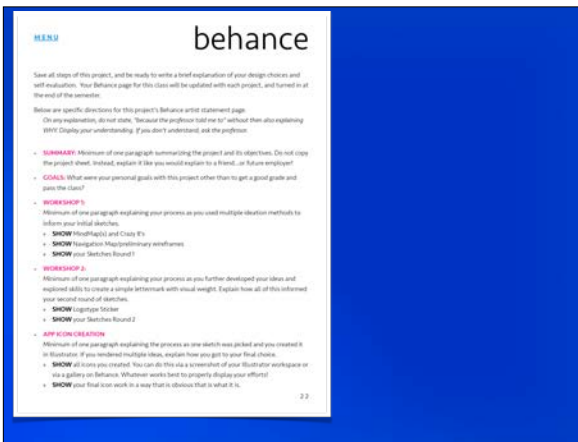 MENU
behance
Save all steps of this project, and be ready to write a brief explanation of your design choices and
self-evaluation. Your Behance page for this class will be updated with each project, and turned in at
the end of the semester.
Below are specific directions for this project's Behance artist statement page.
On any explanation, do not state, "because the professor told me to" without then also explaining
WHY. Display your understanding. If you don't understand, ask the professor.
• SUMMARY: Minimum of one paragraph summarizing the project and its objectives. Do not copy
the project sheet. Instead, explain it like you would explain to a friend...or future employer!
• GOALS: What were your personal goals with this project other than to get a good grade and
pass the class?
• WORKSHOP 1:
Minimum of one paragraph explaining your process as you used multiple ideation methods to
inform your initial sketches.
• SHOW MindMap(s) and Crazy 8's
• SHOW Navigation Map/preliminary wireframes
• SHOW your Sketches Round 1
• WORKSHOP 2:
Minimum of one paragraph explaining your process as you further developed your ideas and
explored skills to create a simple lettermark with visual weight. Explain how all of this informed
your second round of sketches.
• SHOW Logotype Sticker
• SHOW your Sketches Round 2
• APP ICON CREATION
Minimum of one paragraph explaining the process as one sketch was picked and you created it
in Illustrator. If you rendered multiple ideas, explain how you got to your final choice.
• SHOW all icons you created. You can do this via a screenshot of your Illustrator workspace or
via a gallery on Behance. Whatever works best to properly display your efforts!
• SHOW your final icon work in a way that is obvious that is what it is.
22